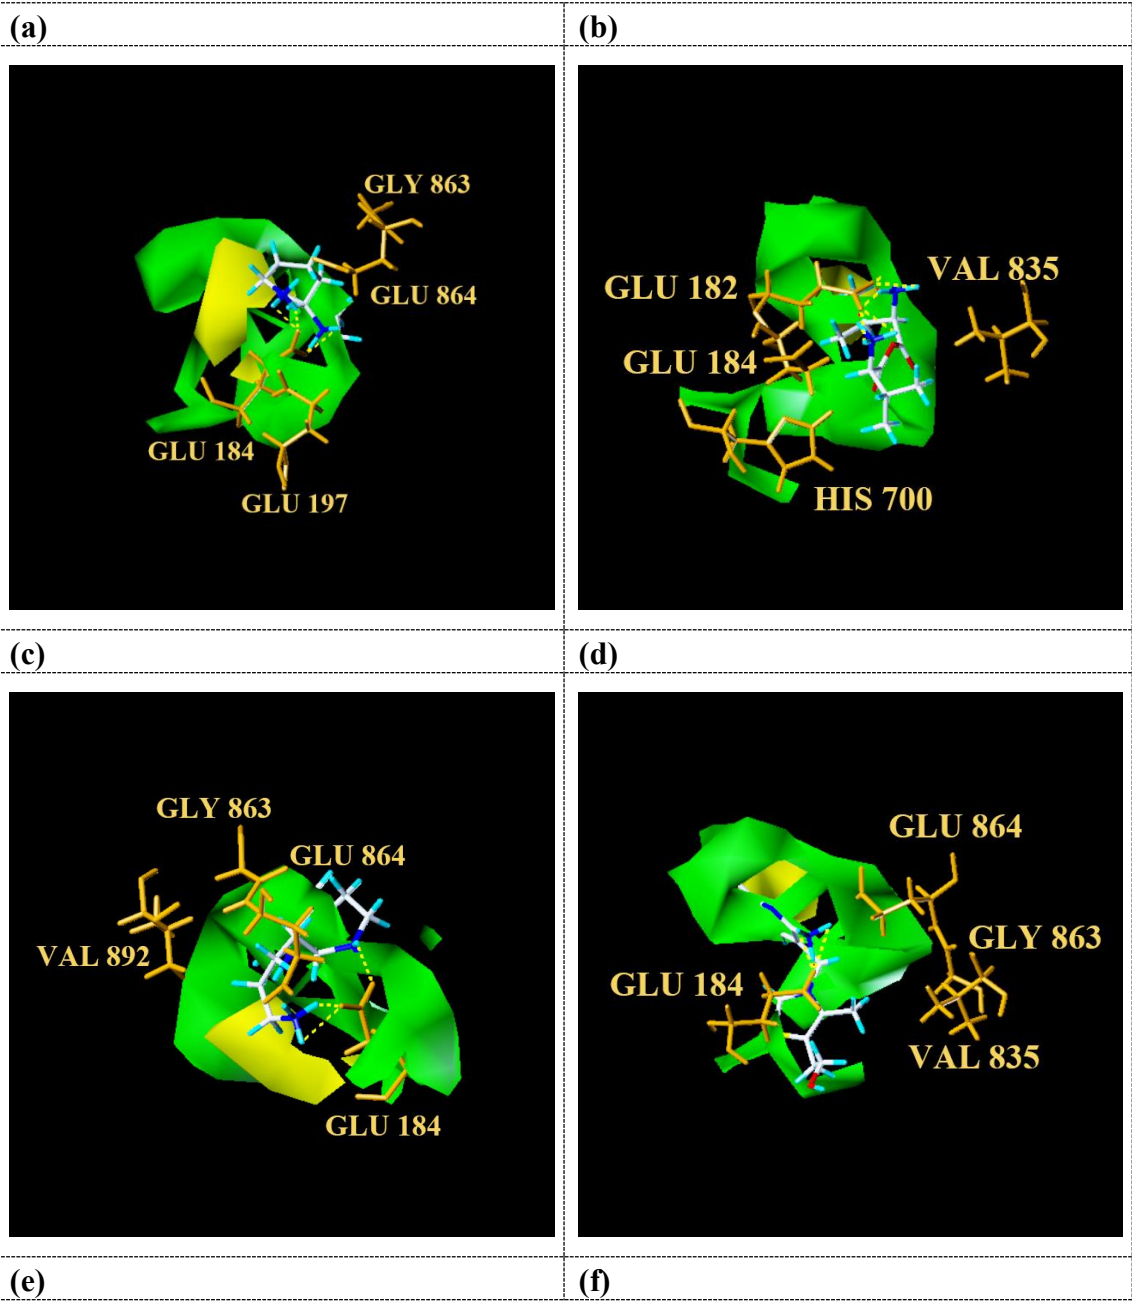 (a)
(b)
GLY 863
GLU 864
GLU 184
GLU 197
GLU 182
VAL 835
GLU 184
HIS 700
(c)
(d)
GLY 863
GLU 864
VAL 892
GLU 184
GLU 864
GLY 863
GLU 184
VAL 835
(e)
(f)